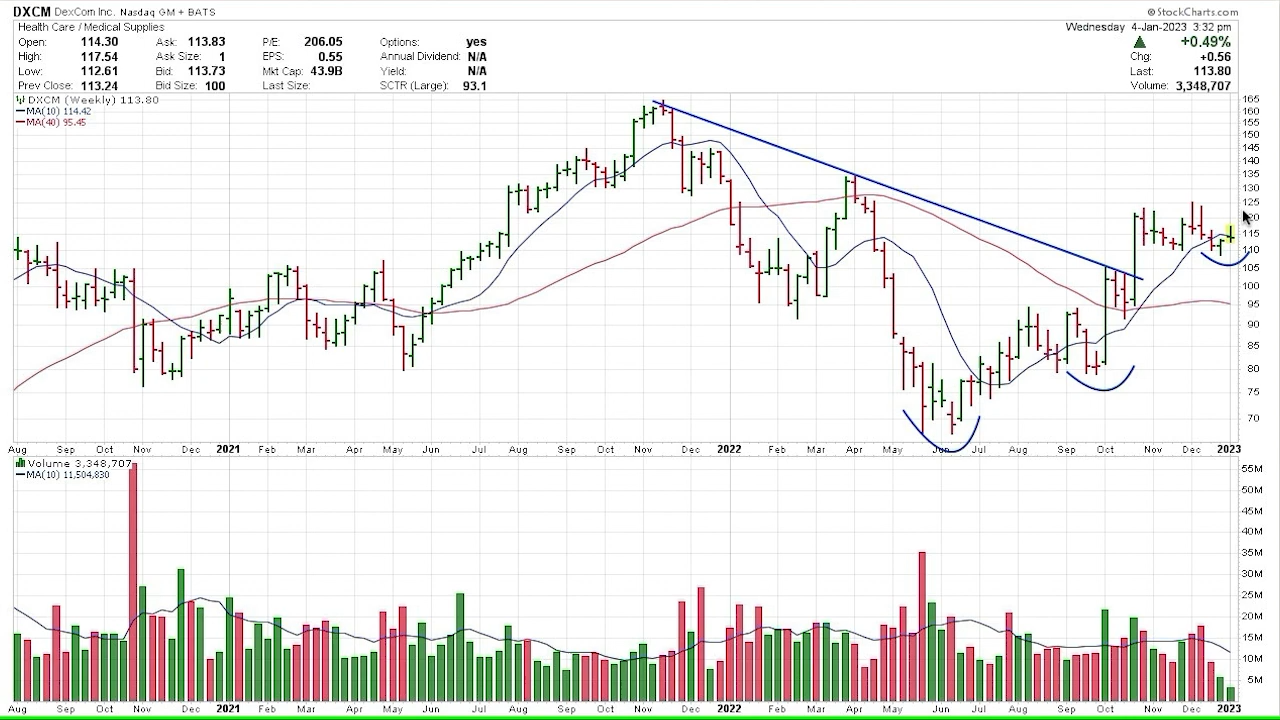 DXCM DexCom Inc. Nasdaq GM + BATS
© StockCharts.com
Health Care / Medical Supplies
Wednesday 4-Jan-2023 3:32 pm
Open: 114.30 Ask: 113.83 P/E: 206.05 Options: yes
+0.49%
High: 117.54 Ask Size: 1 EPS: 0.55 Annual Dividend: N/A
Chg: +0.56
Low: 112.61 Bid: 113.73 Mkt Cap: 43.9B Yield: N/A
Last: 113.80
Prev Close: 113.24 Bid Size: 100 Last Size: SCTR (Large): 93.1
Volume: 3,348,707
DXCM (Weekly) 113.80
MA(10) 114.42
MA(40) 95.45
165
160
155
150
145
140
135
130
125
120
115
110
105
100
95
90
85
80
75
70
Aug Sep Oct Nov Dec 2021 Feb Mar Apr May Jun Jul Aug Sep Oct Nov Dec 2022 Feb Mar Apr May Jun Jul Aug Sep Oct Nov Dec 2023
Volume 3,348,707
MA(10) 11,504,830
55M
50M
45M
40M
35M
30M
25M
20M
15M
10M
5M
Aug Sep Oct Nov Dec 2021 Feb Mar Apr May Jun Jul Aug Sep Oct Nov Dec 2022 Feb Mar Apr May Jun Jul Aug Sep Oct Nov Dec 2023